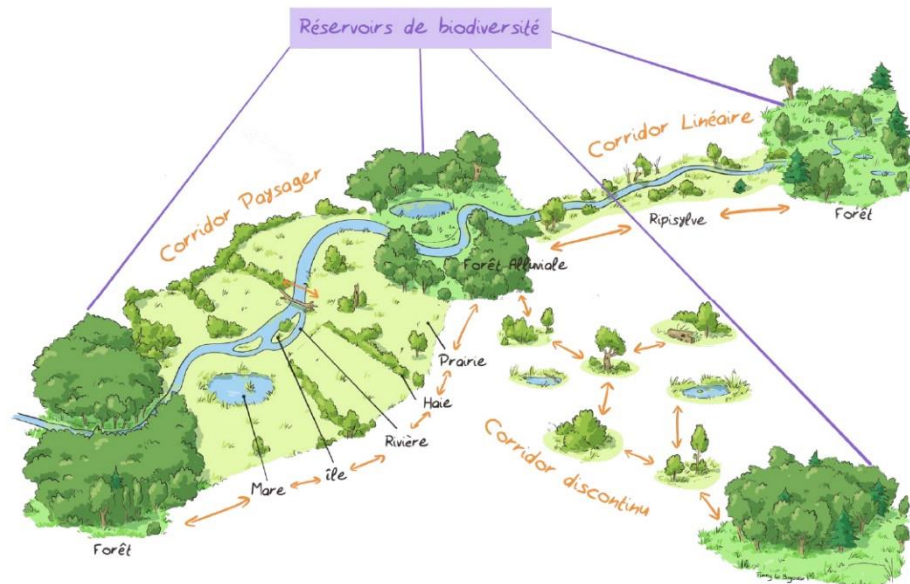 Réservoirs de biodiversité
Corridor Linéaire
Corridor Paysager
Forêt
Ripisylve
Forêt Alluviale
Prairie
Haie
Rivière
île
Mare
Corridor discontinu
Forêt